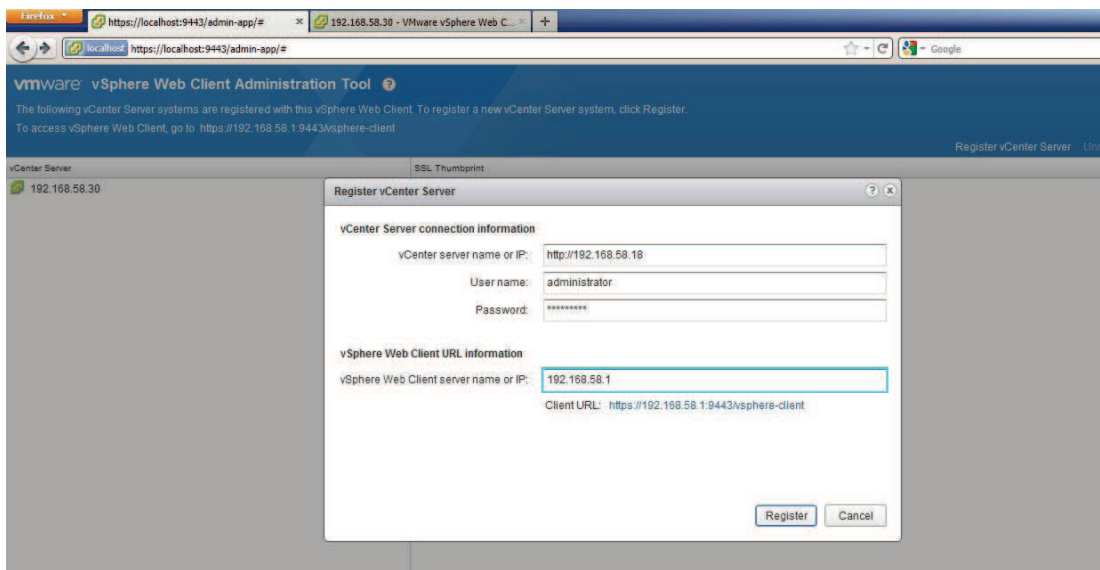 Firefox
https://localhost:9443/admin-app/#
192.168.58.30 - VMware vSphere Web C...
localhost https://localhost:9443/admin-app/#
Google
vmware vSphere Web Client Administration Tool ?
The following vCenter Server systems are registered with this vSphere Web Client. To register a new vCenter Server system, click Register.
To access vSphere Web Client, go to https://192.168.58.1:9443/vsphere-client
Register vCenter Server Un
vCenter Server SSL Thumbprint
192.168.58.30
Register vCenter Server
vCenter Server connection information
vCenter server name or IP: http://192.168.58.18
User name: administrator
Password: *********
vSphere Web Client URL information
vSphere Web Client server name or IP: 192.168.58.1
Client URL: https://192.168.58.1:9443/vsphere-client
Register Cancel